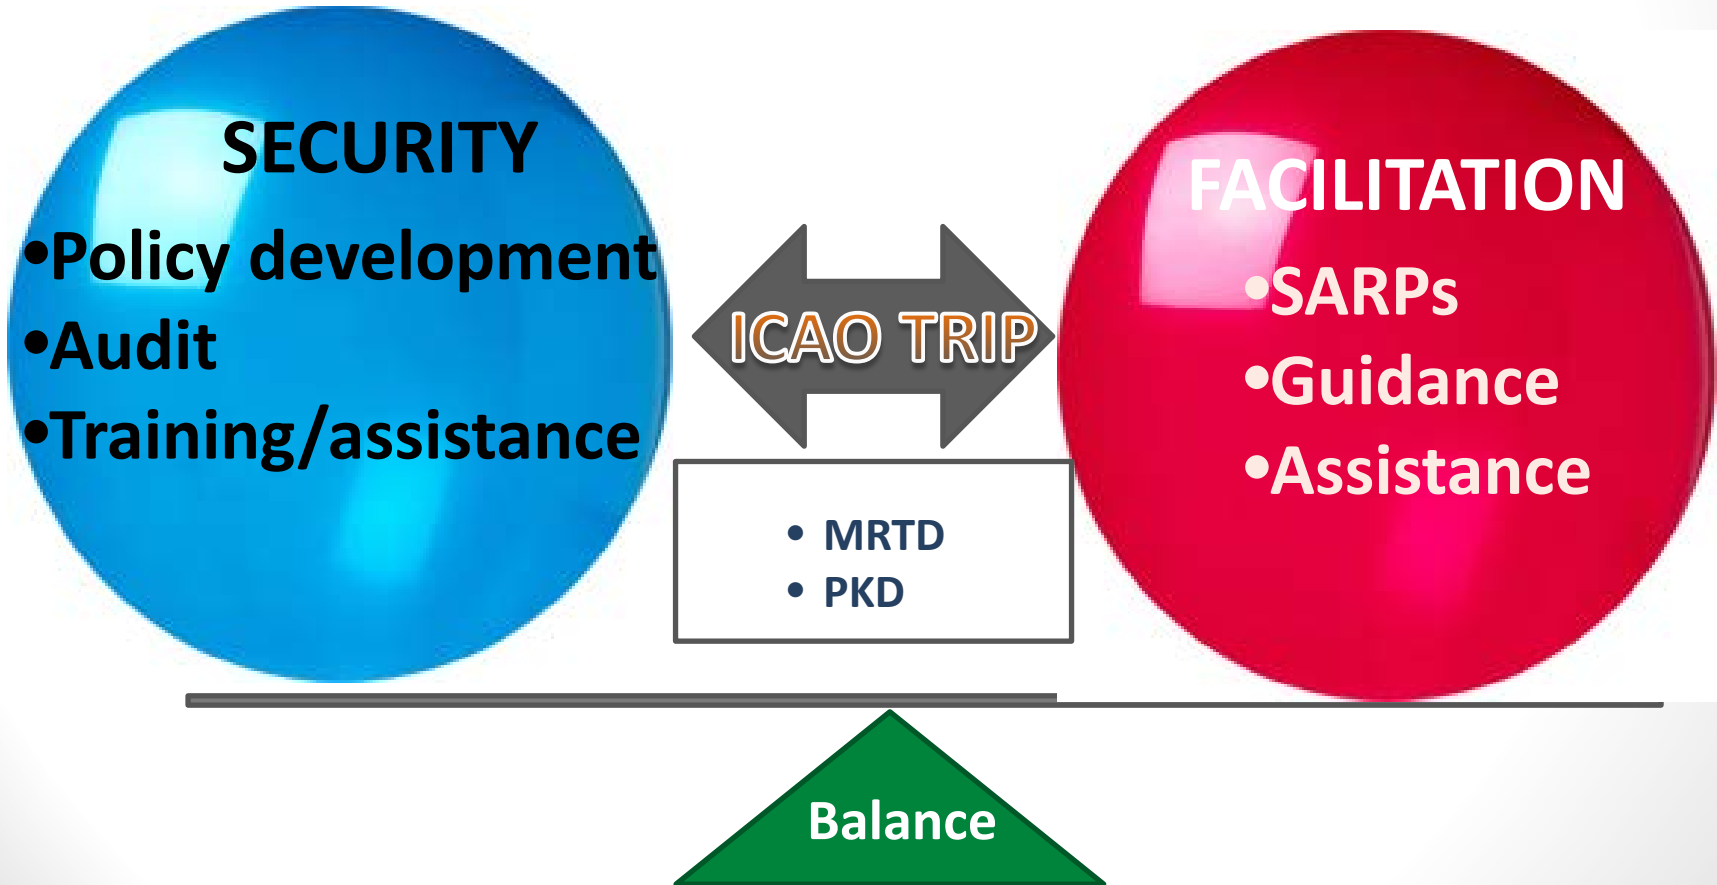 SECURITY
•Policy development
•Audit
•Training/assistance
ICAO TRIP
• MRTD
• PKD
FACILITATION
•SARPs
•Guidance
•Assistance
Balance